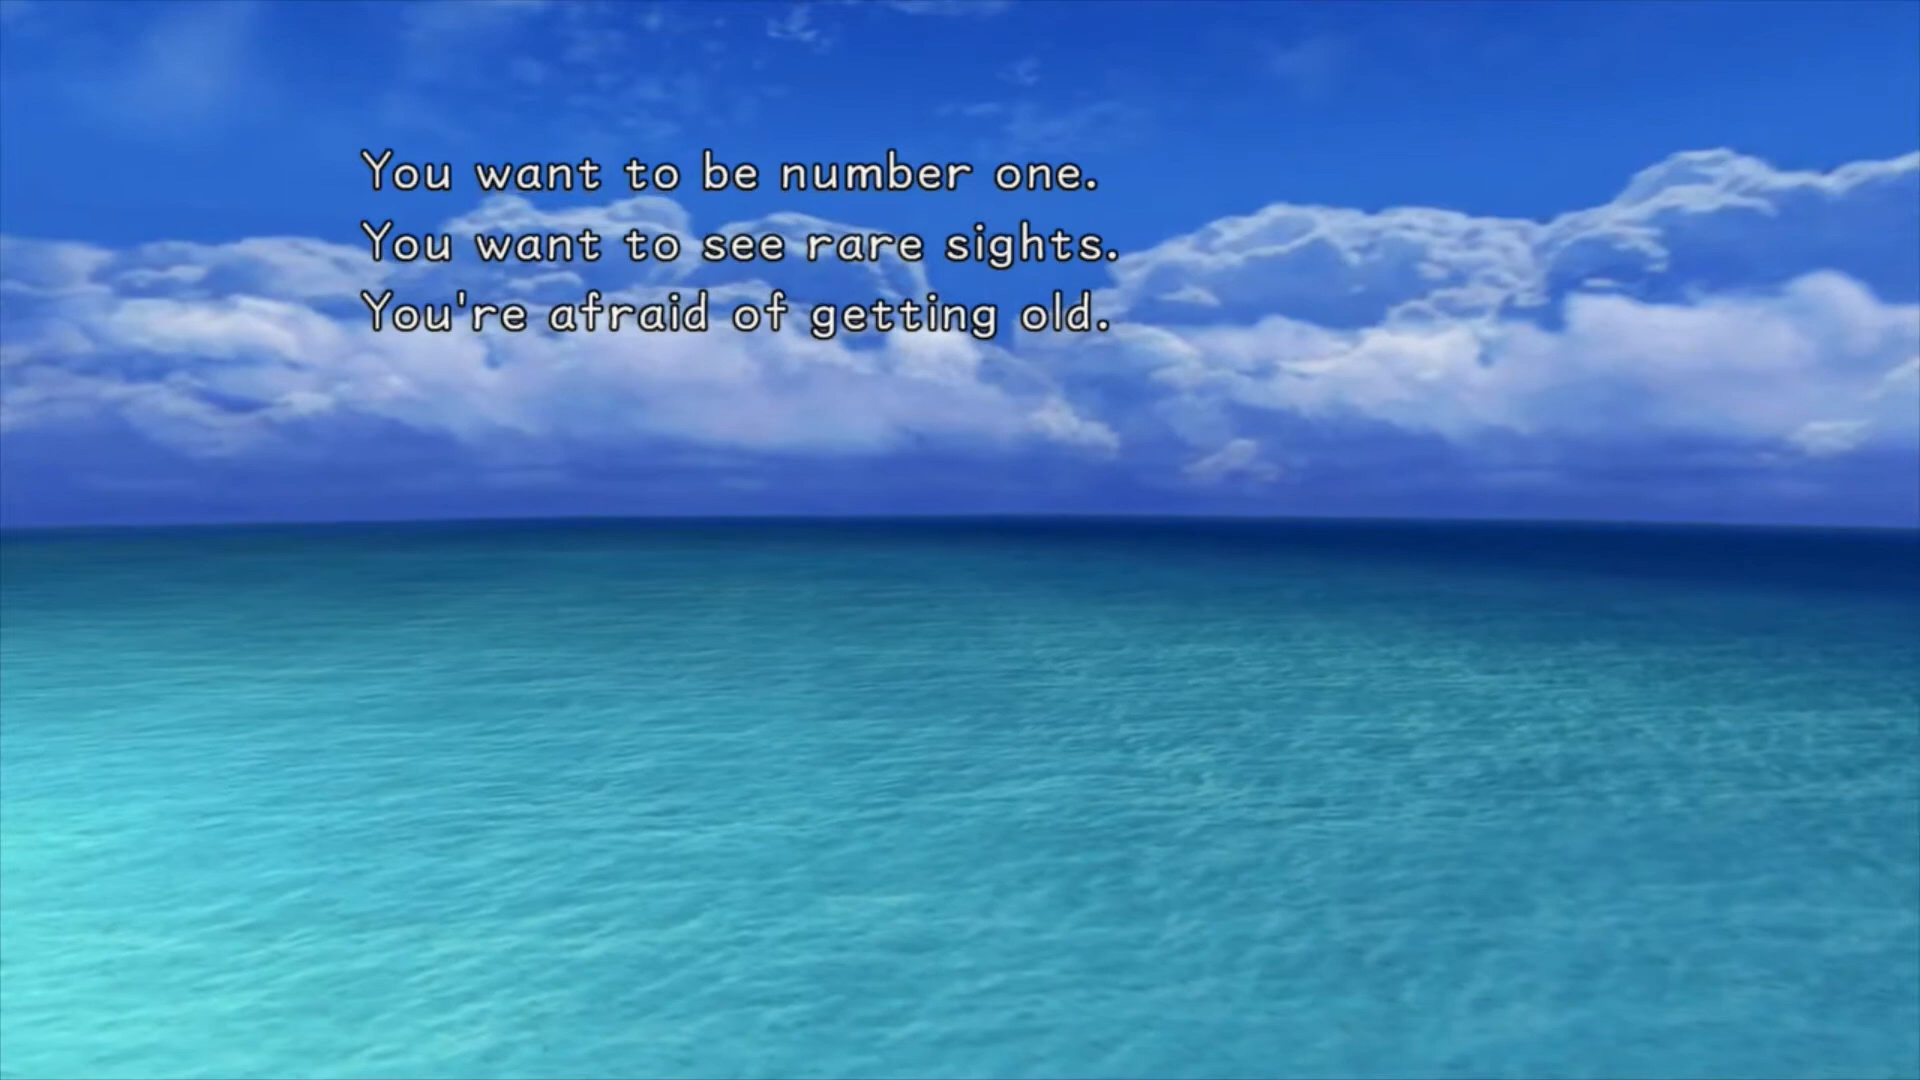 You want to be number one.
You want to see rare sights.
You're afraid of getting old.